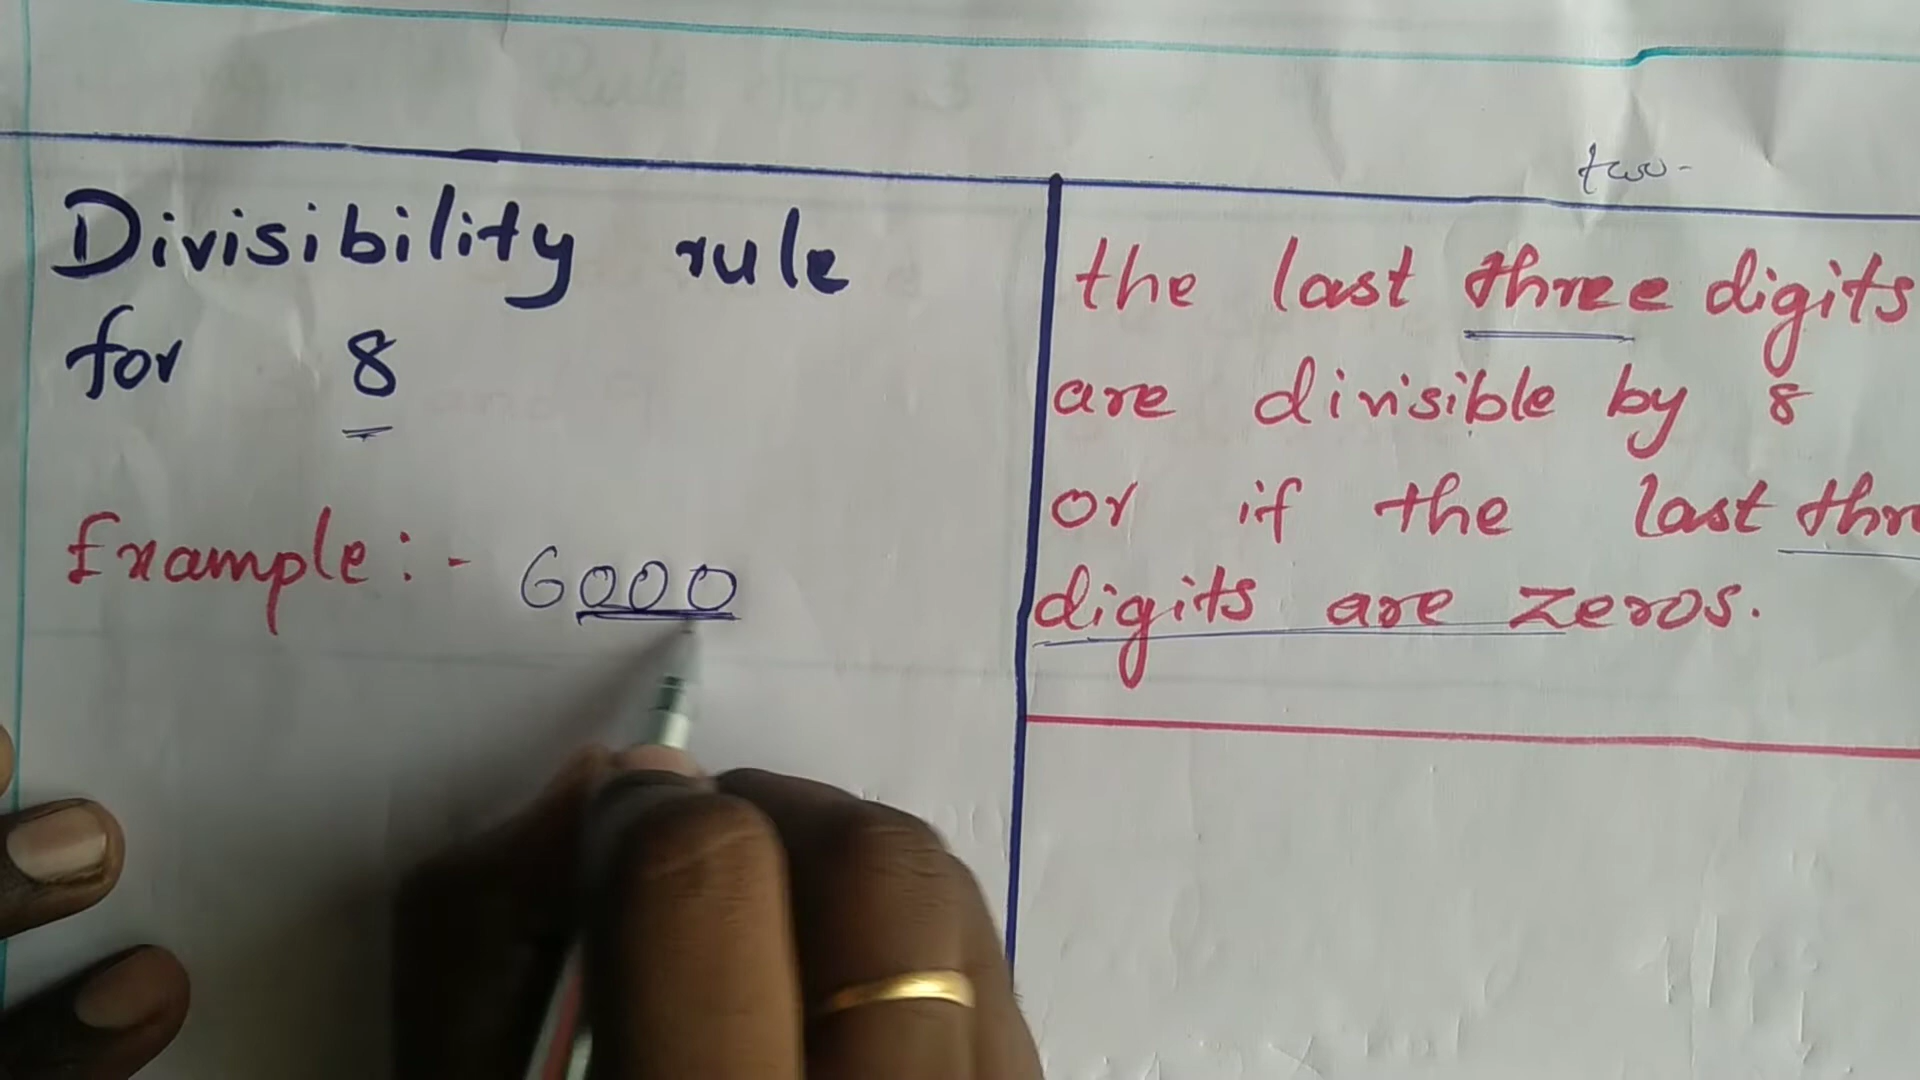 Divisibility rule
for 8
Example:- 6000
two-
the last three digits
are divisible by 8
or if the last thre
digits are zeros.